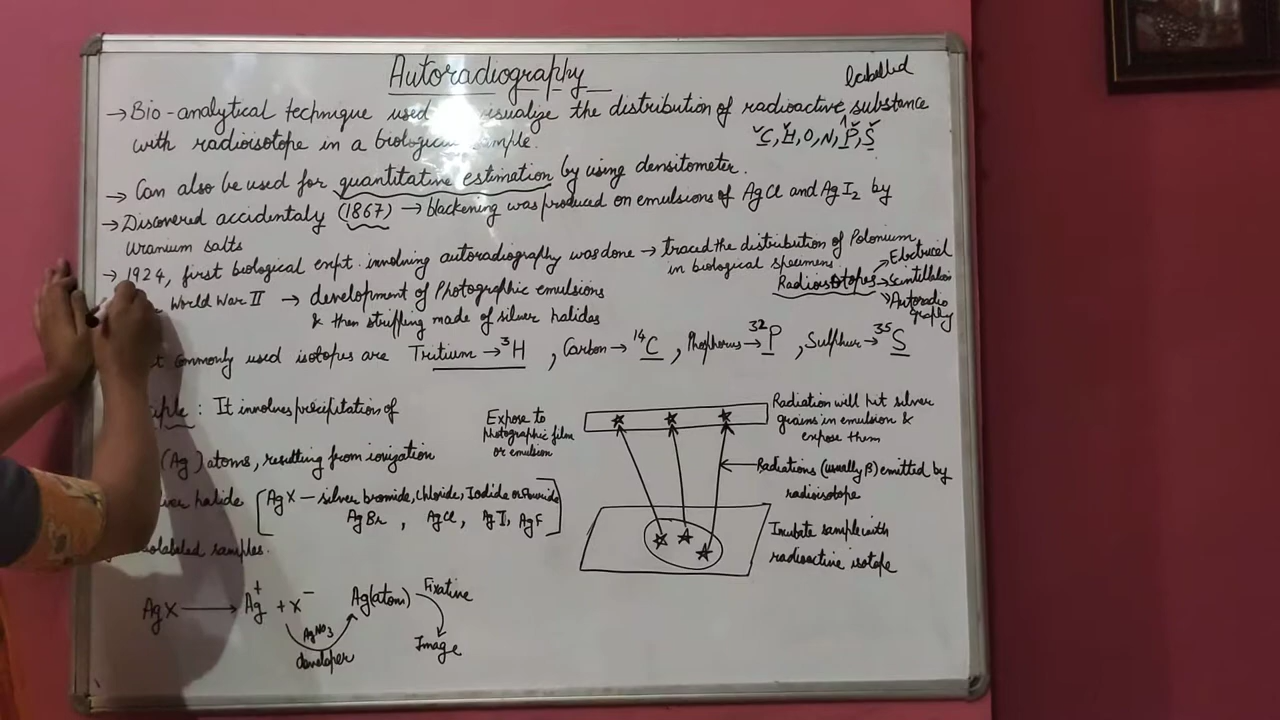 Autoradiography
labelled
→ Bio-analytical technique used visualize the distribution of radioactive ^ substance
with radioisotope in a biological sample.
C, H, O, N, P, S
→ Can also be used for quantitative estimation by using densitometer.
→ Discovered accidentaly (1867) → blackening was produced on emulsions of AgCl and AgI2 by
Uranium salts
→ 1924, first biological expt. involving autoradiography was done → traced the distribution of Polonium
in biological specimens.
Radioisotopes
→ Electrical
→ Scintillation
→ Autoradio
graphy
World War II → development of Photographic emulsions
& then stripping made of silver halides
commonly used isotopes are Tritium → ³H , Carbon → ¹⁴C , Phosphorus → ³²P , Sulphur → ³⁵S
: It involves precipitation of
(Ag) atoms, resulting from ionization
halide [AgX – silver bromide, Chloride, Iodide or Flouride
AgBr , AgCl, AgI, AgF]
samples.
AgX → Ag⁺ + X⁻
AgNO3
developer
Ag(atom)
Fixative
Image
Expose to
photographic film
or emulsion
Radiation will hit silver
grains in emulsion &
expose them
Radiations (usually β) emitted by
radioisotope
Incubate sample with
radioactive isotope